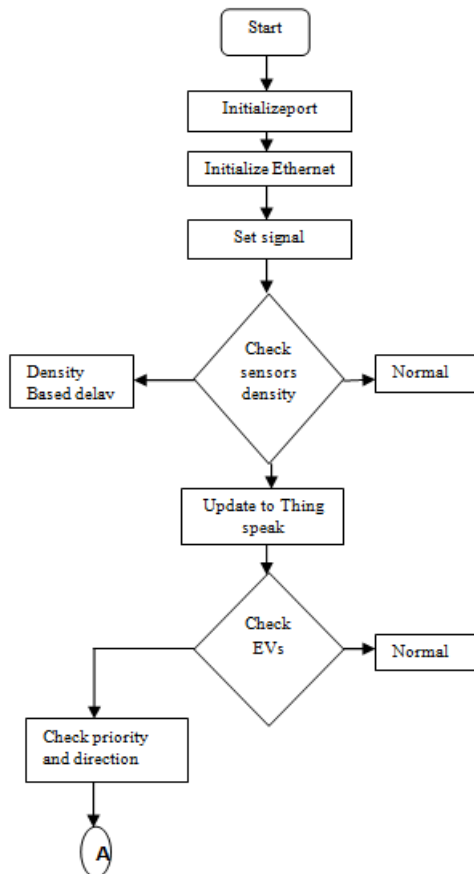 Start
Initializeport
Initialize Ethernet
Set signal
Check
sensors
density
Density
Based delav
Normal
Update to Thing
speak
Check
EVs
Normal
Check priority
and direction
A